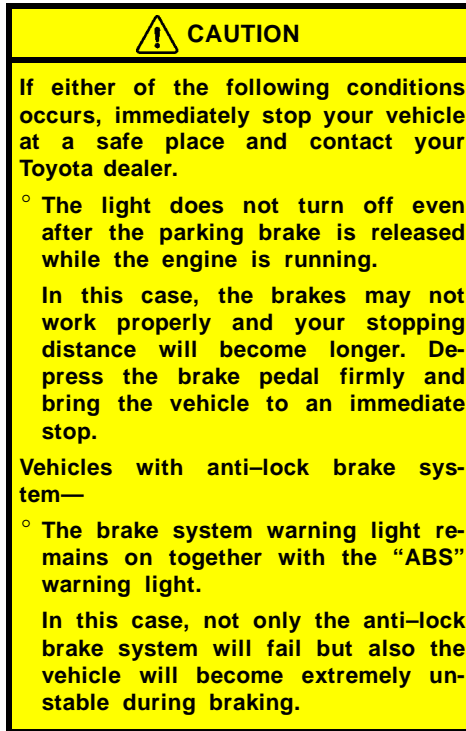 CAUTION
If either of the following conditions
occurs, immediately stop your vehicle
at a safe place and contact your
Toyota dealer.
° The light does not turn off even
after the parking brake is released
while the engine is running.
In this case, the brakes may not
work properly and your stopping
distance will become longer. De-
press the brake pedal firmly and
bring the vehicle to an immediate
stop.
Vehicles with anti–lock brake sys-
tem—
° The brake system warning light re-
mains on together with the “ABS”
warning light.
In this case, not only the anti–lock
brake system will fail but also the
vehicle will become extremely un-
stable during braking.